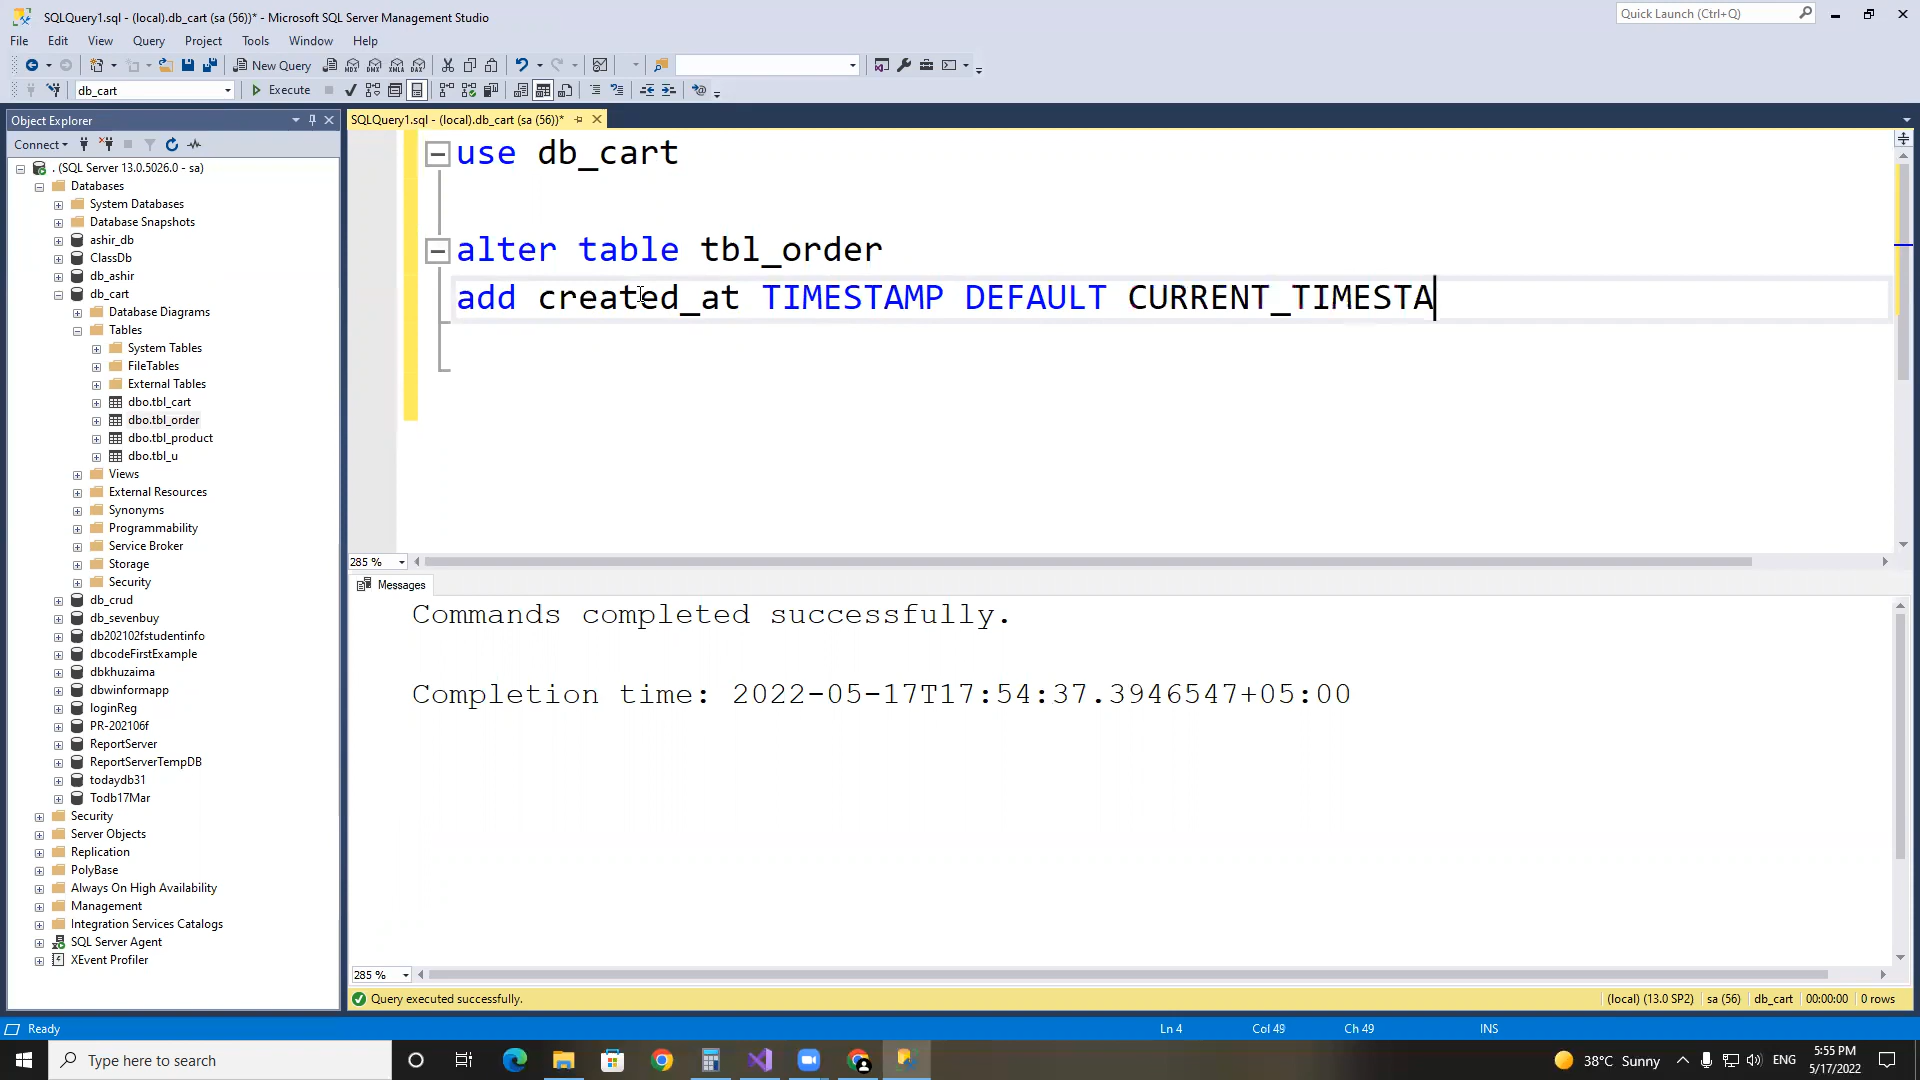 SQLQuery1.sql - (local).db_cart (sa (56))* - Microsoft SQL Server Management Studio
Quick Launch (Ctrl+Q)
File Edit View Query Project Tools Window Help
New Query
db_cart
Execute
Object Explorer
SQLQuery1.sql - (local).db_cart (sa (56))*
Connect
. (SQL Server 13.0.5026.0 - sa)
Databases
System Databases
Database Snapshots
ashir_db
ClassDb
db_ashir
db_cart
Database Diagrams
Tables
System Tables
FileTables
External Tables
dbo.tbl_cart
dbo.tbl_order
dbo.tbl_product
dbo.tbl_u
Views
External Resources
Synonyms
Programmability
Service Broker
Storage
Security
db_crud
db_sevenbuy
db202102fstudentinfo
dbcodeFirstExample
dbkhuzaima
dbwinformapp
loginReg
PR-202106f
ReportServer
ReportServerTempDB
todaydb31
Todb17Mar
Security
Server Objects
Replication
PolyBase
Always On High Availability
Management
Integration Services Catalogs
SQL Server Agent
XEvent Profiler
use db_cart
alter table tbl_order
add created_at TIMESTAMP DEFAULT CURRENT_TIMESTA
285 %
Messages
Commands completed successfully.
Completion time: 2022-05-17T17:54:37.3946547+05:00
285 %
Query executed successfully.
(local) (13.0 SP2) sa (56) db_cart 00:00:00 0 rows
Ready
Ln 4 Col 49 Ch 49 INS
Type here to search
38°C Sunny
ENG
5:55 PM
5/17/2022